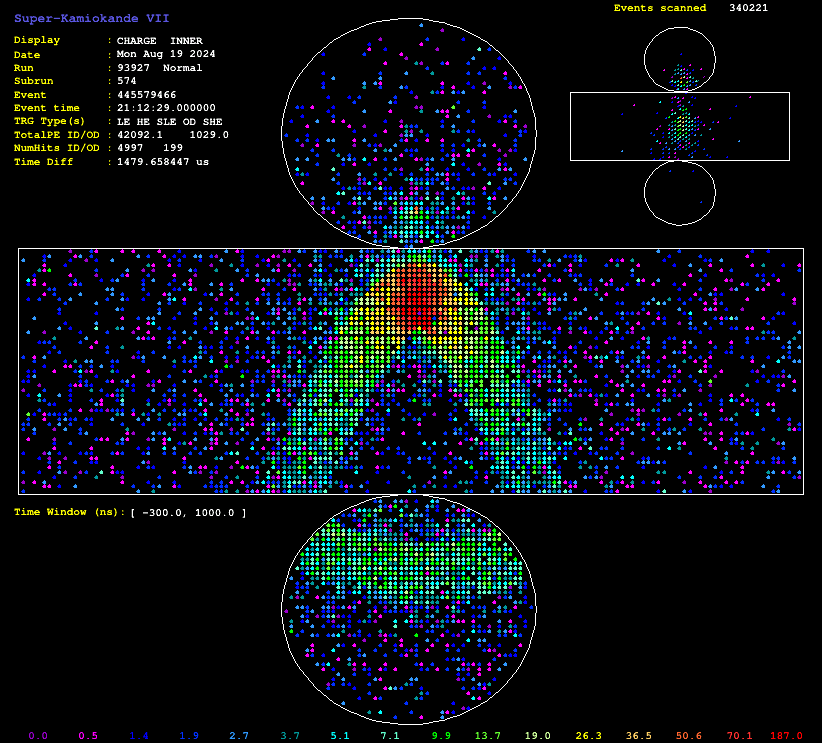 Super-Kamiokande VII
Events scanned 340221
Display : CHARGE INNER
Date : Mon Aug 19 2024
Run : 93927 Normal
Subrun : 574
Event : 445579466
Event time : 21:12:29.000000
TRG Type(s) : LE HE SLE OD SHE
TotalPE ID/OD : 42092.1 1029.0
NumHits ID/OD : 4997 199
Time Diff : 1479.658447 us
Time Window (ns): [ -300.0, 1000.0 ]
0.0 0.5 1.4 1.9 2.7 3.7 5.1 7.1 9.9 13.7 19.0 26.3 36.5 50.6 70.1 187.0